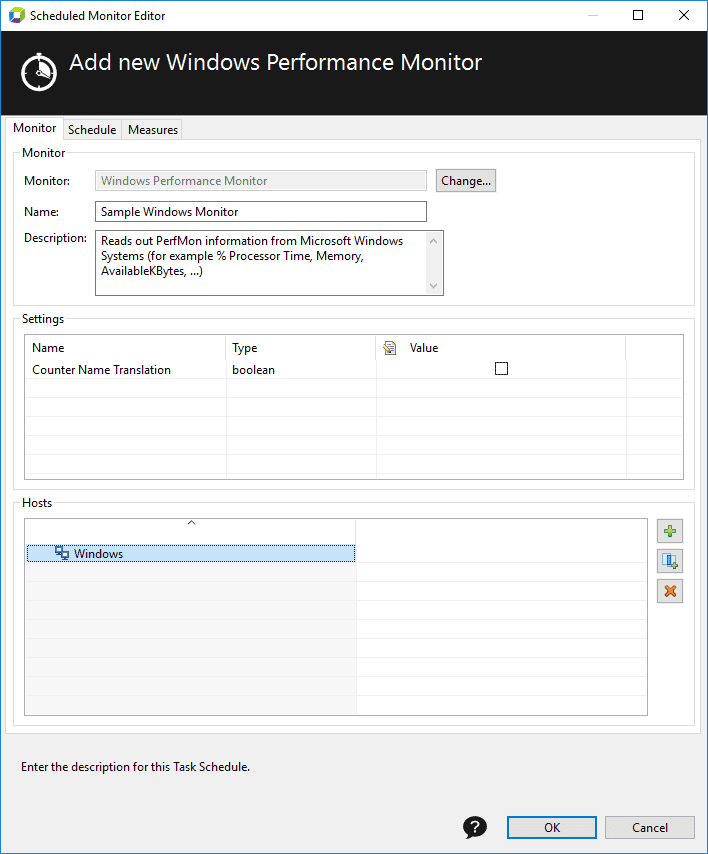 Scheduled Monitor Editor
Add new Windows Performance Monitor
Monitor Schedule Measures
Monitor
Monitor: Windows Performance Monitor Change...
Name: Sample Windows Monitor
Description: Reads out PerfMon information from Microsoft Windows
Systems (for example % Processor Time, Memory,
AvailableKBytes, ...)
Settings
Name Type Value
Counter Name Translation boolean
Hosts
Windows
Enter the description for this Task Schedule.
? OK Cancel